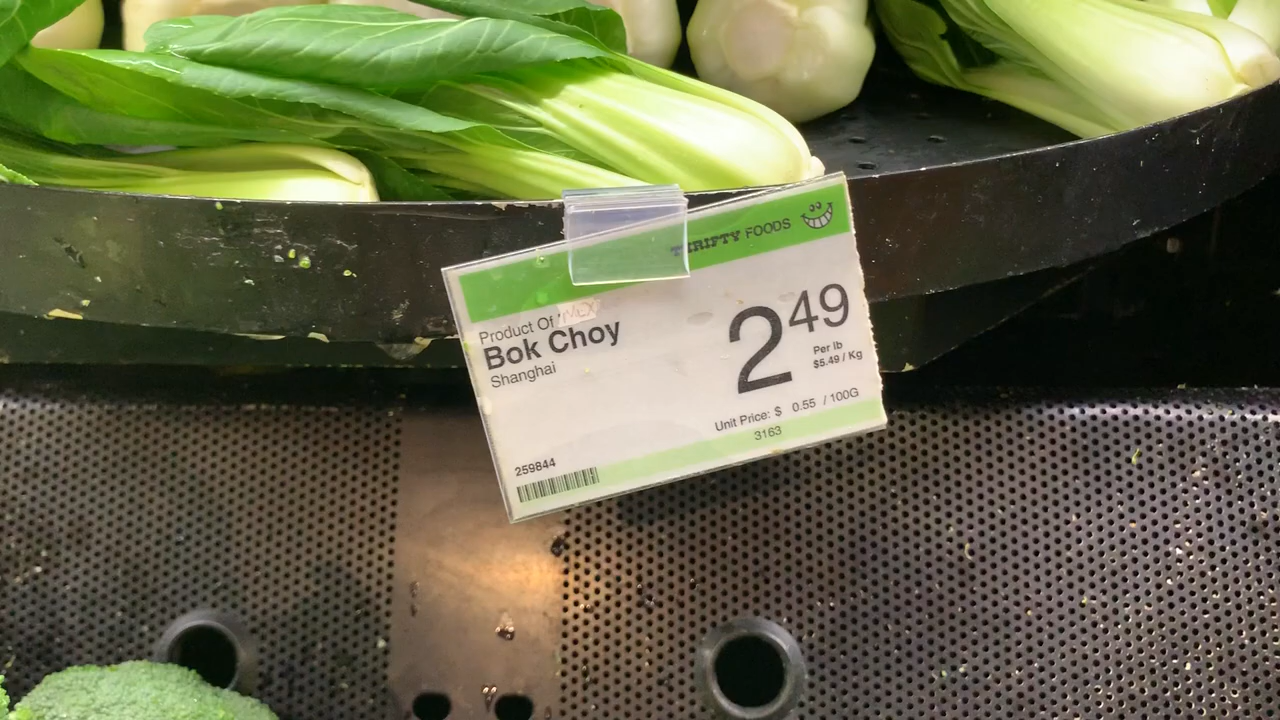 THRIFTY FOODS
Product Of MEX
Bok Choy
Shanghai
2 49
Per lb
$5.49 / Kg
Unit Price: $ 0.55 / 100G
3163
259844